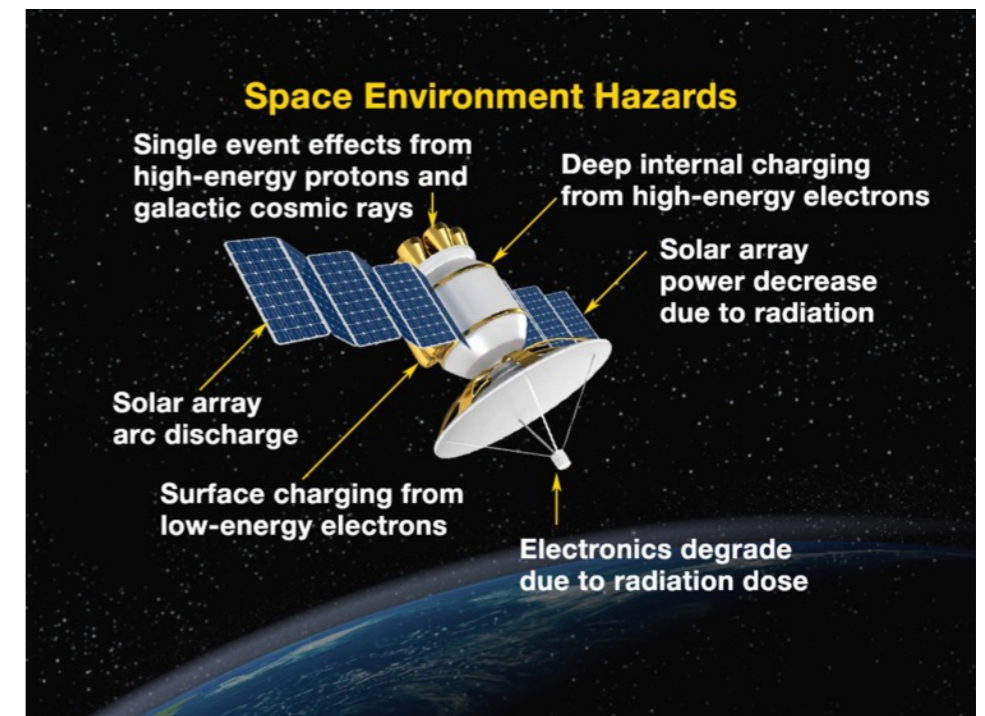 Space Environment Hazards
Single event effects from
high-energy protons and
galactic cosmic rays
Deep internal charging
from high-energy electrons
Solar array
power decrease
due to radiation
Solar array
arc discharge
Surface charging from
low-energy electrons
Electronics degrade
due to radiation dose